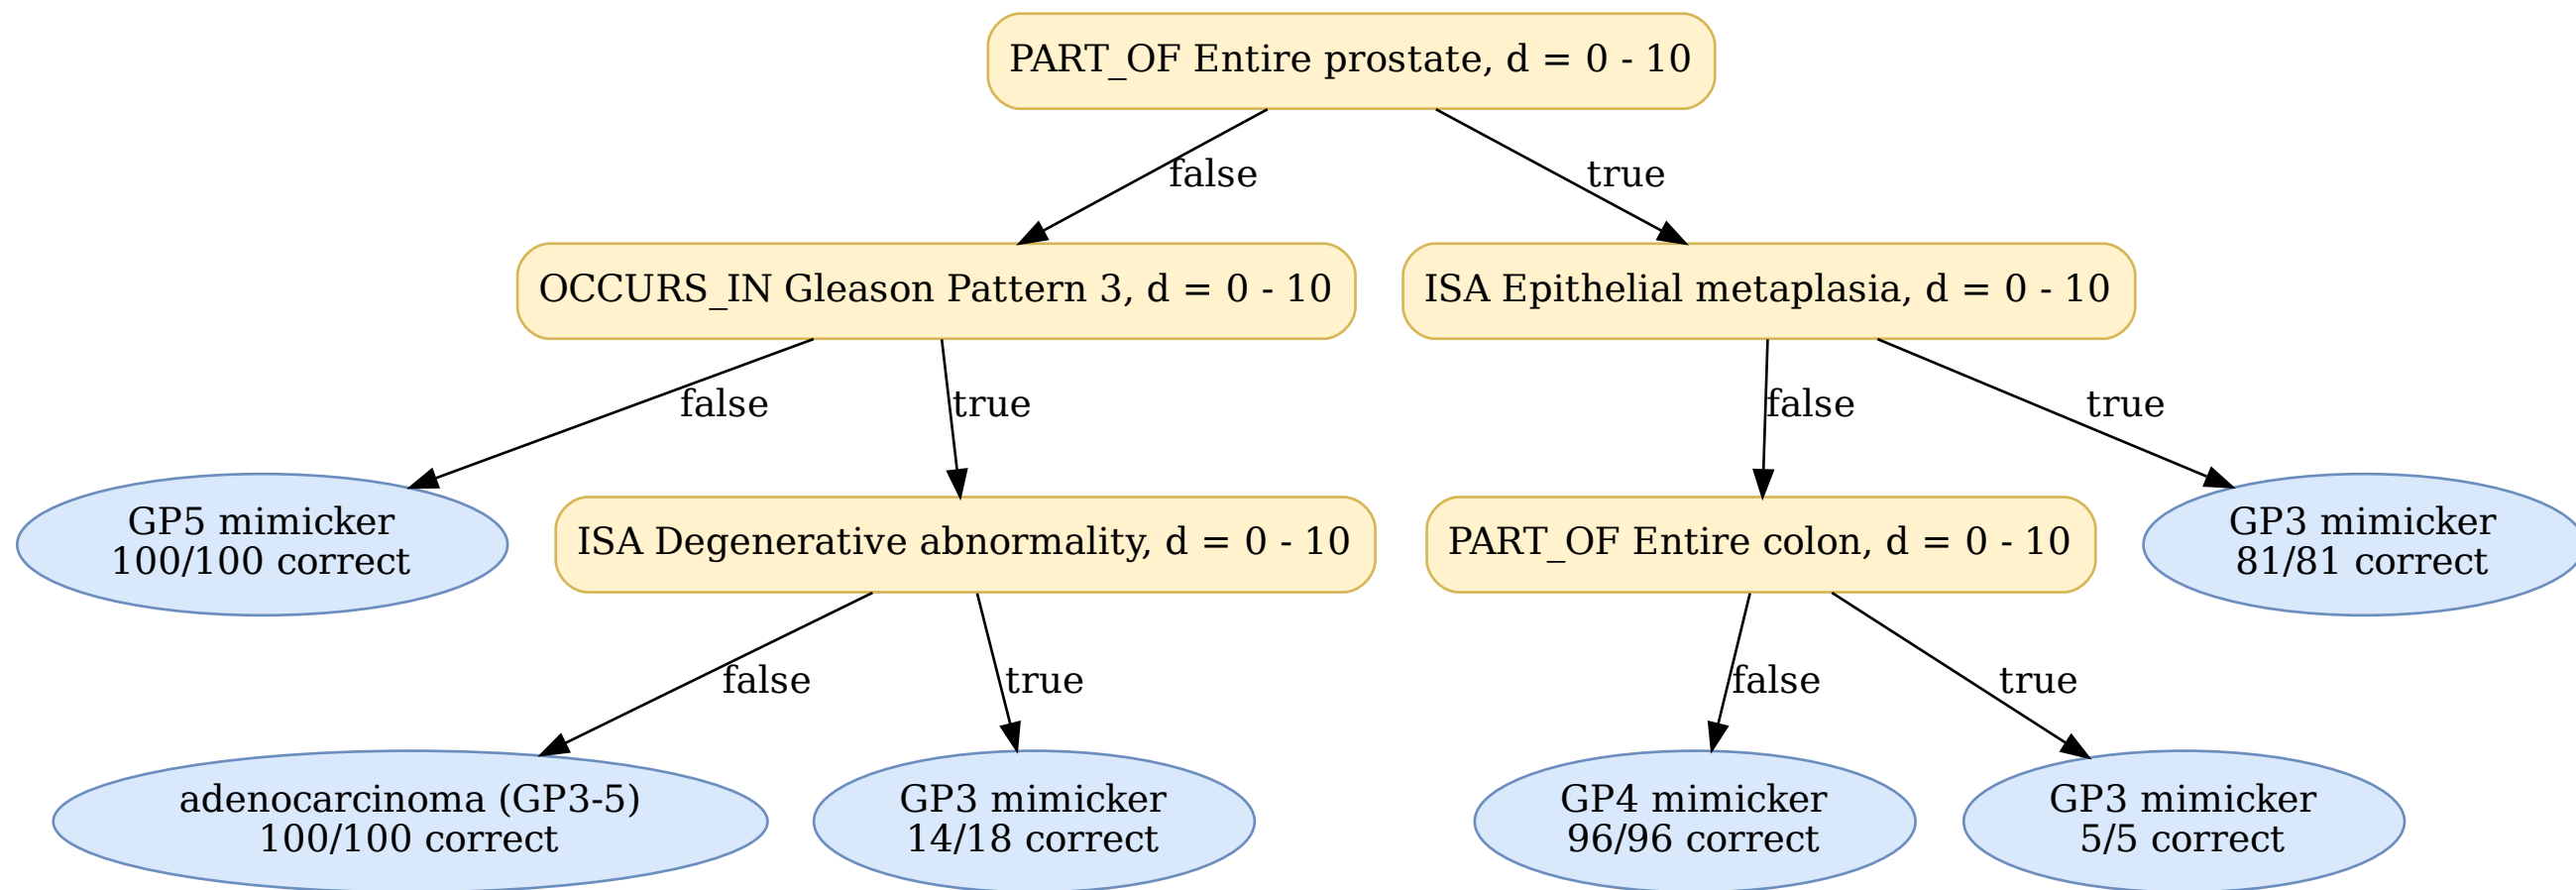 PART_OF Entire prostate, d = 0 - 10
false
true
OCCURS_IN Gleason Pattern 3, d = 0 - 10
ISA Epithelial metaplasia, d = 0 - 10
false
true
false
true
GP5 mimicker
100/100 correct
ISA Degenerative abnormality, d = 0 - 10
PART_OF Entire colon, d = 0 - 10
GP3 mimicker
81/81 correct
false
true
false
true
adenocarcinoma (GP3-5)
100/100 correct
GP3 mimicker
14/18 correct
GP4 mimicker
96/96 correct
GP3 mimicker
5/5 correct